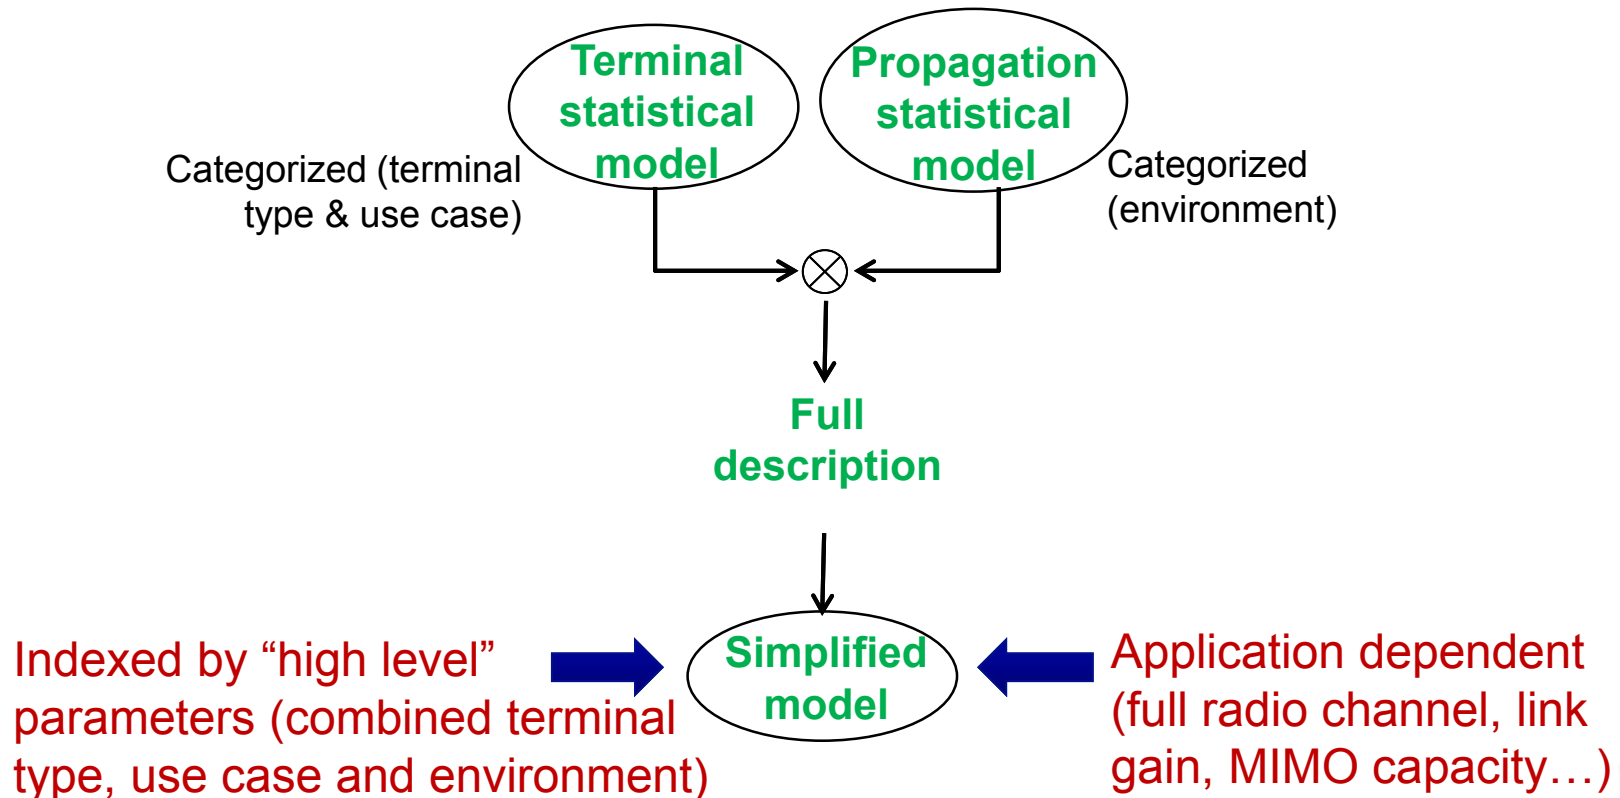 Terminal
statistical
model
Propagation
statistical
model
Categorized (terminal
type & use case)
Categorized
(environment)
Full
description
Simplified
model
Indexed by “high level”
parameters (combined terminal
type, use case and environment)
Application dependent
(full radio channel, link
gain, MIMO capacity…)